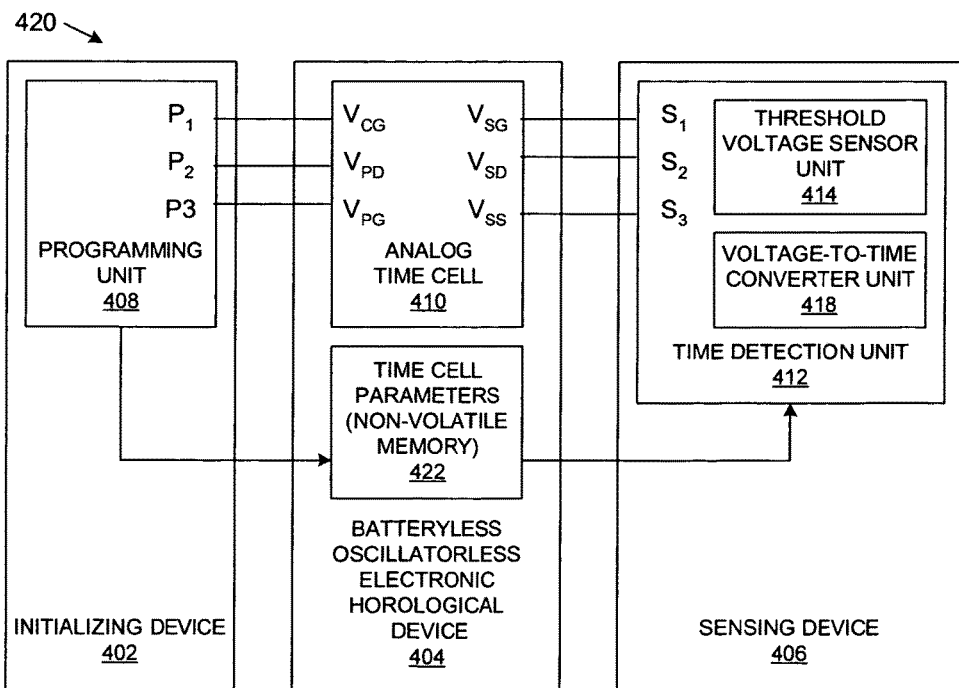 420
P1
P2
P3
PROGRAMMING
UNIT
408
VCG
VPD
VPG
VSG
VSD
VSS
ANALOG
TIME CELL
410
S1
S2
S3
THRESHOLD
VOLTAGE SENSOR
UNIT
414
VOLTAGE-TO-TIME
CONVERTER UNIT
418
TIME DETECTION UNIT
412
TIME CELL
PARAMETERS
(NON-VOLATILE
MEMORY)
422
BATTERYLESS
OSCILLATORLESS
ELECTRONIC
HOROLOGICAL
DEVICE
404
INITIALIZING DEVICE
402
SENSING DEVICE
406